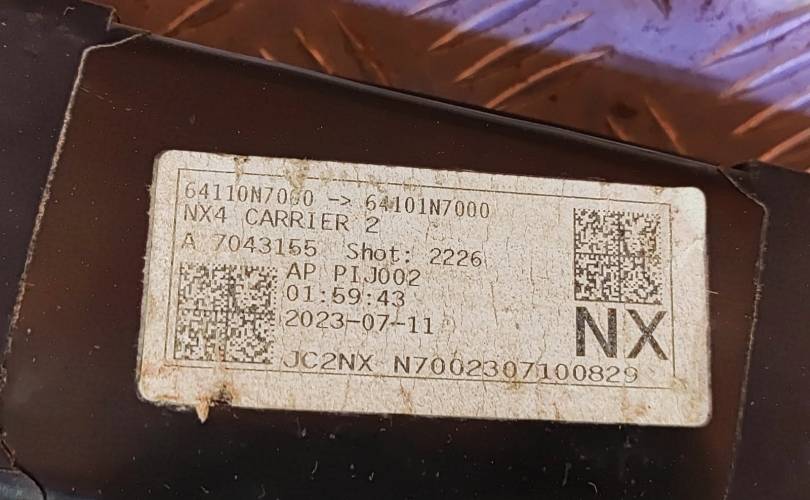 64110N7000 -> 64101N7000
NX4 CARRIER 2
A 7043155 Shot: 2226
AP PIJ002
01:59:43
2023-07-11
NX
JC2NX N7002307100829